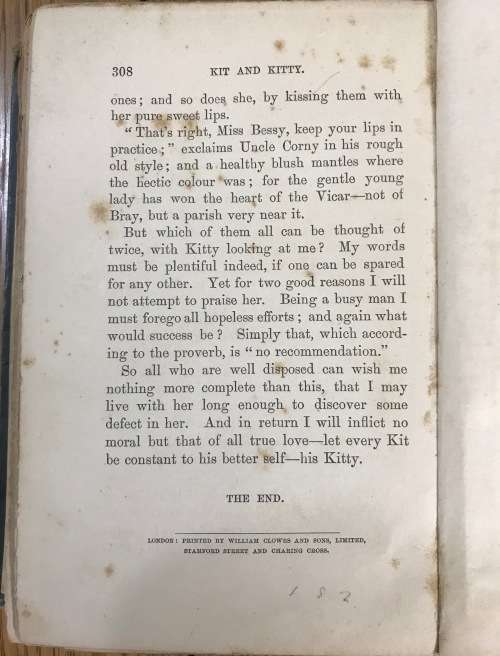 308 KIT AND KITTY.
ones; and so does she, by kissing them with
her pure sweet lips.
“That's right, Miss Bessy, keep your lips in
practice;” exclaims Uncle Corny in his rough
old style; and a healthy blush mantles where
the hectic colour was; for the gentle young
lady has won the heart of the Vicar—not of
Bray, but a parish very near it.
But which of them all can be thought of
twice, with Kitty looking at me? My words
must be plentiful indeed, if one can be spared
for any other. Yet for two good reasons I will
not attempt to praise her. Being a busy man I
must forego all hopeless efforts; and again what
would success be? Simply that, which accord-
ing to the proverb, is “no recommendation.”
So all who are well disposed can wish me
nothing more complete than this, that I may
live with her long enough to discover some
defect in her. And in return I will inflict no
moral but that of all true love—let every Kit
be constant to his better self—his Kitty.
THE END.
LONDON: PRINTED BY WILLIAM CLOWES AND SONS, LIMITED,
STAMFORD STREET AND CHARING CROSS.
182